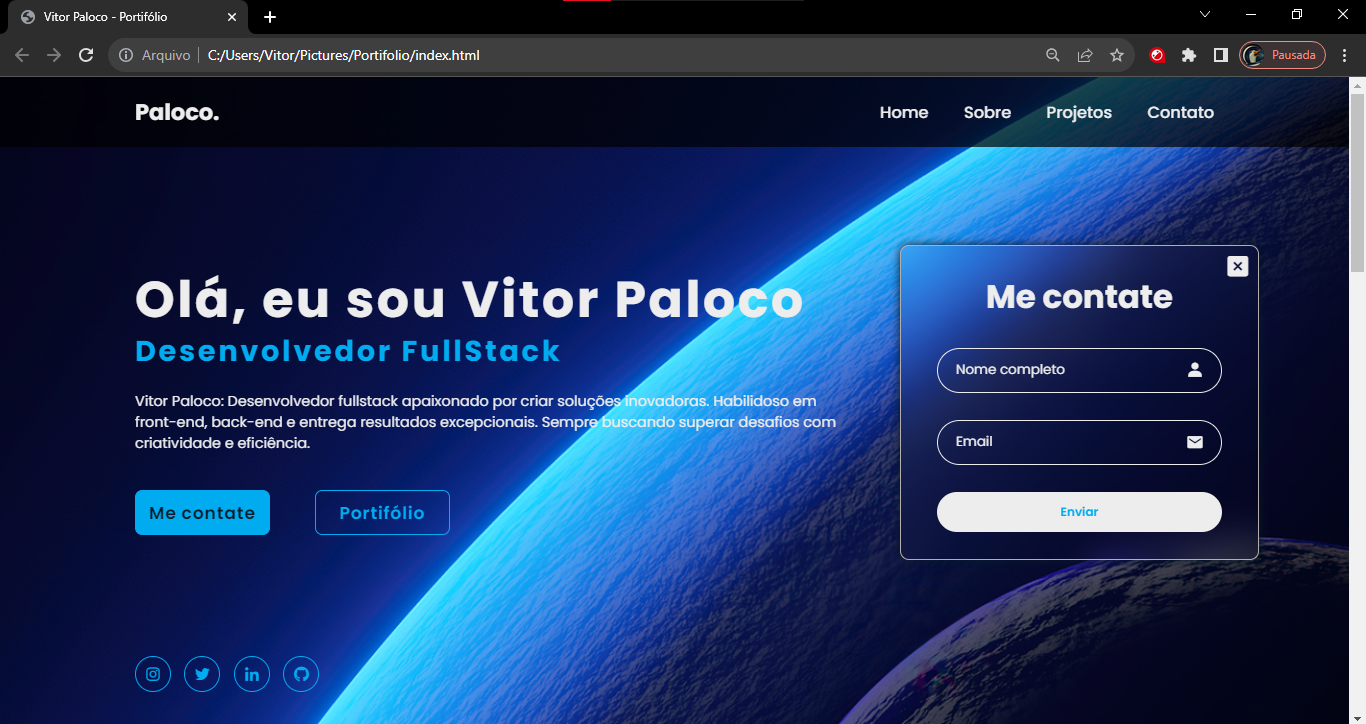 Vitor Paloco - Portifólio
Arquivo | C:/Users/Vitor/Pictures/Portifolio/index.html
Pausada
Paloco.
Home Sobre Projetos Contato
Olá, eu sou Vitor Paloco
Desenvolvedor FullStack
Vitor Paloco: Desenvolvedor fullstack apaixonado por criar soluções inovadoras. Habilidoso em
front-end, back-end e entrega resultados excepcionais. Sempre buscando superar desafios com
criatividade e eficiência.
Me contate Portifólio
Me contate
Nome completo
Email
Enviar